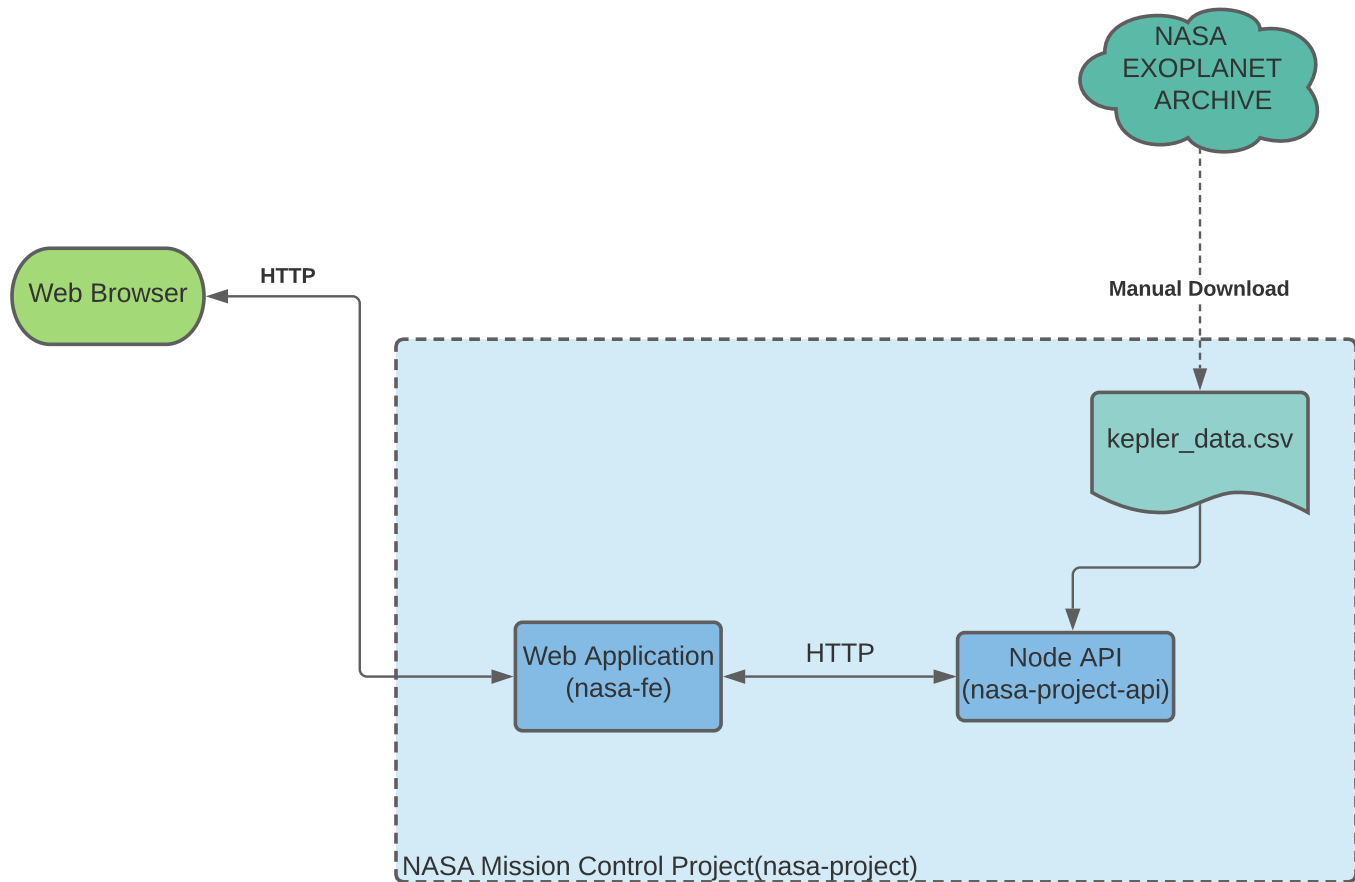 NASA
EXOPLANET
ARCHIVE
HTTP
Web Browser
Manual Download
kepler_data.csv
Web Application
(nasa-fe)
HTTP
Node API
(nasa-project-api)
NASA Mission Control Project(nasa-project)